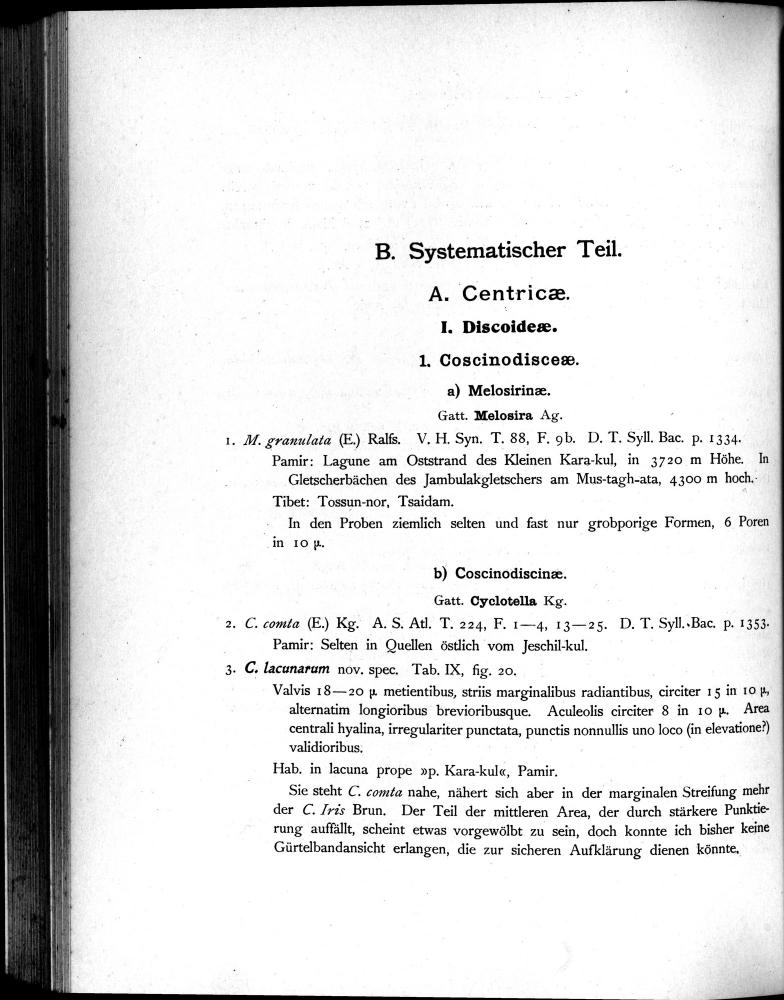 B. Systematischer Teil.
A. Centricæ.
I. Discoideæ.
1. Coscinodisceæ.
a) Melosirinæ.
Gatt. Melosira Ag.
1. M. granulata (E.) Ralfs. V. H. Syn. T. 88, F. 9b. D. T. Syll. Bac. p. 1334.
Pamir: Lagune am Oststrand des Kleinen Kara-kul, in 3720 m Höhe. In
Gletscherbächen des Jambulakgletschers am Mus-tagh-ata, 4300 m hoch.
Tibet: Tossun-nor, Tsaidam.
In den Proben ziemlich selten und fast nur grobporige Formen, 6 Poren
in 10 µ.
b) Coscinodiscinæ.
Gatt. Cyclotella Kg.
2. C. comta (E.) Kg. A. S. Atl. T. 224, F. 1—4, 13—25. D. T. Syll. Bac. p. 1353.
Pamir: Selten in Quellen östlich vom Jeschil-kul.
3. C. lacunarum nov. spec. Tab. IX, fig. 20.
Valvis 18—20 µ metientibus, striis marginalibus radiantibus, circiter 15 in 10 µ,
alternatim longioribus brevioribusque. Aculeolis circiter 8 in 10 µ. Area
centrali hyalina, irregulariter punctata, punctis nonnullis uno loco (in elevatione?)
validioribus.
Hab. in lacuna prope »p. Kara-kul«, Pamir.
Sie steht C. comta nahe, nähert sich aber in der marginalen Streifung mehr
der C. Iris Brun. Der Teil der mittleren Area, der durch stärkere Punktie-
rung auffällt, scheint etwas vorgewölbt zu sein, doch konnte ich bisher keine
Gürtelbandansicht erlangen, die zur sicheren Aufklärung dienen könnte.